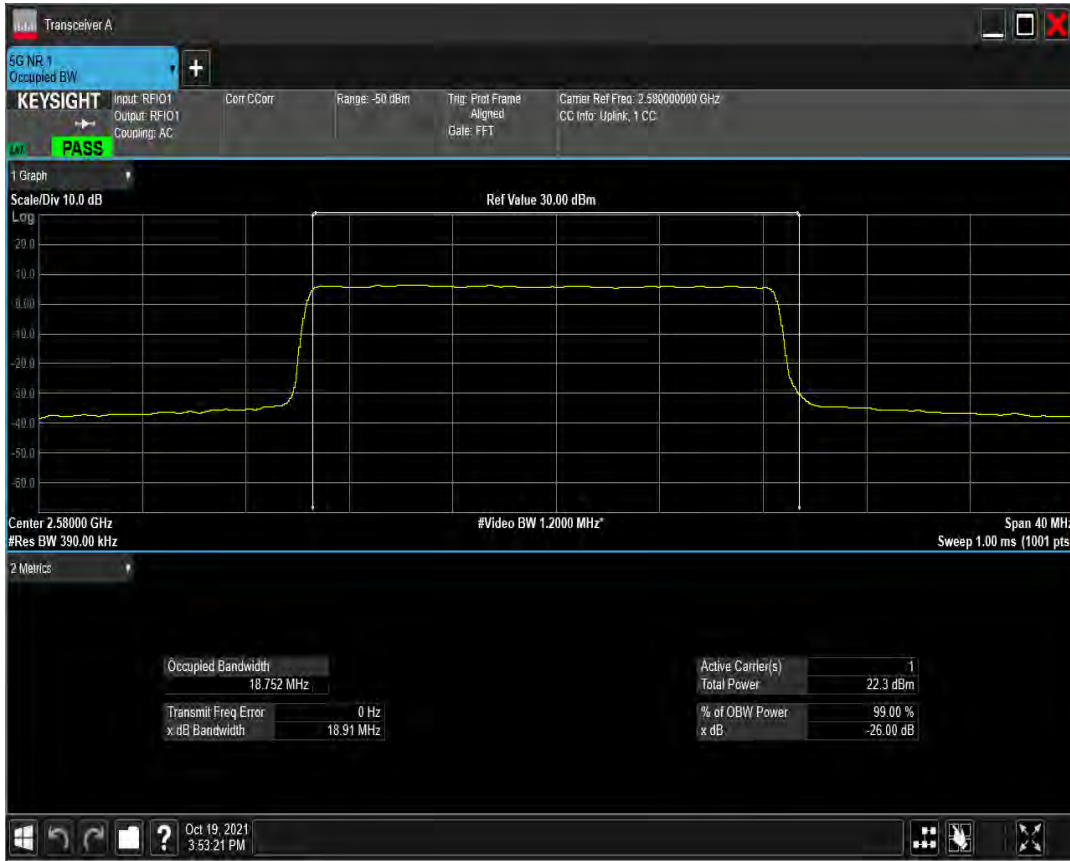 Transceiver A
5G NR 1
Occupied BW
+
KEYSIGHT
PASS
Input: RFIO1
Output: RFIO1
Coupling: AC
Corr CCorr
Range: -50 dBm
Trig: Prot Frame
Aligned
Gate: FFT
Carrier Ref Freq: 2.580000000 GHz
CC Info: Uplink, 1 CC
1 Graph
Scale/Div 10.0 dB
Ref Value 30.00 dBm
Log
20.0
10.0
0.00
-10.0
-20.0
-30.0
-40.0
-50.0
-60.0
Center 2.58000 GHz
#Video BW 1.2000 MHz*
Span 40 MHz
#Res BW 390.00 kHz
Sweep 1.00 ms (1001 pts
2 Metrics
Occupied Bandwidth
18.752 MHz
Transmit Freq Error 0 Hz
x dB Bandwidth 18.91 MHz
Active Carrier(s) 1
Total Power 22.3 dBm
% of OBW Power 99.00 %
x dB -26.00 dB
?
Oct 19, 2021
3:53:21 PM